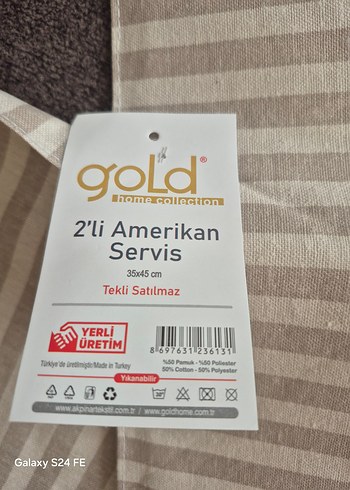 gold®
home collection
2'li Amerikan
Servis
35x45 cm
Tekli Satılmaz
YERLİ
ÜRETİM
8 697631 236131
Türkiye'de üretilmiştir/Made in Turkey
%50 Pamuk - %50 Poliester
50% Cotton - 50% Polyester
Yıkanabilir
30°
www.akpinartekstil.com.tr / www.goldhome.com.tr
Galaxy S24 FE